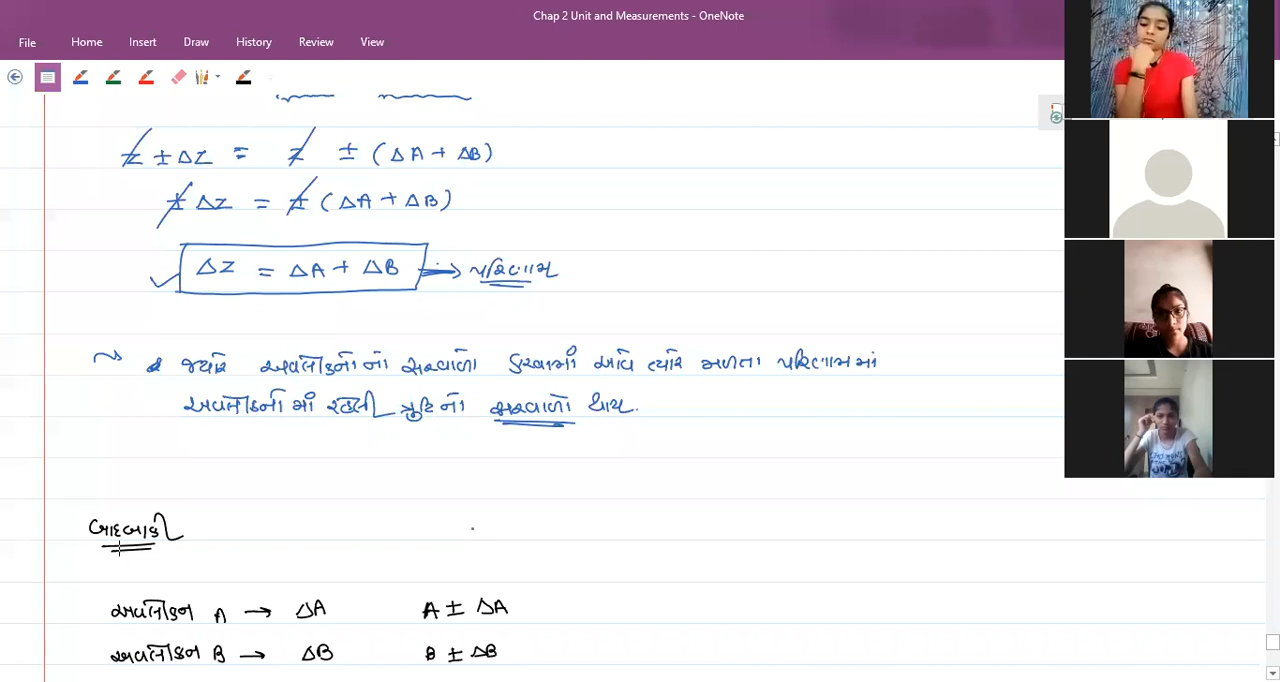 Chap 2 Unit and Measurements - OneNote
File Home Insert Draw History Review View
Z ± ΔZ = Z ± (ΔA + ΔB)
± ΔZ = ± (ΔA + ΔB)
ΔZ = ΔA + ΔB → પરિણામ
જ્યારે અવલોકનો નો સરવાળો કરવામાં આવે ત્યારે મળતા પરિણામ માં
અવલોકનો માં રહેલી ત્રુટિ નો સરવાળો થાય.
બાદબાકી
અવલોકન A → ΔA A ± ΔA
અવલોકન B → ΔB B ± ΔB